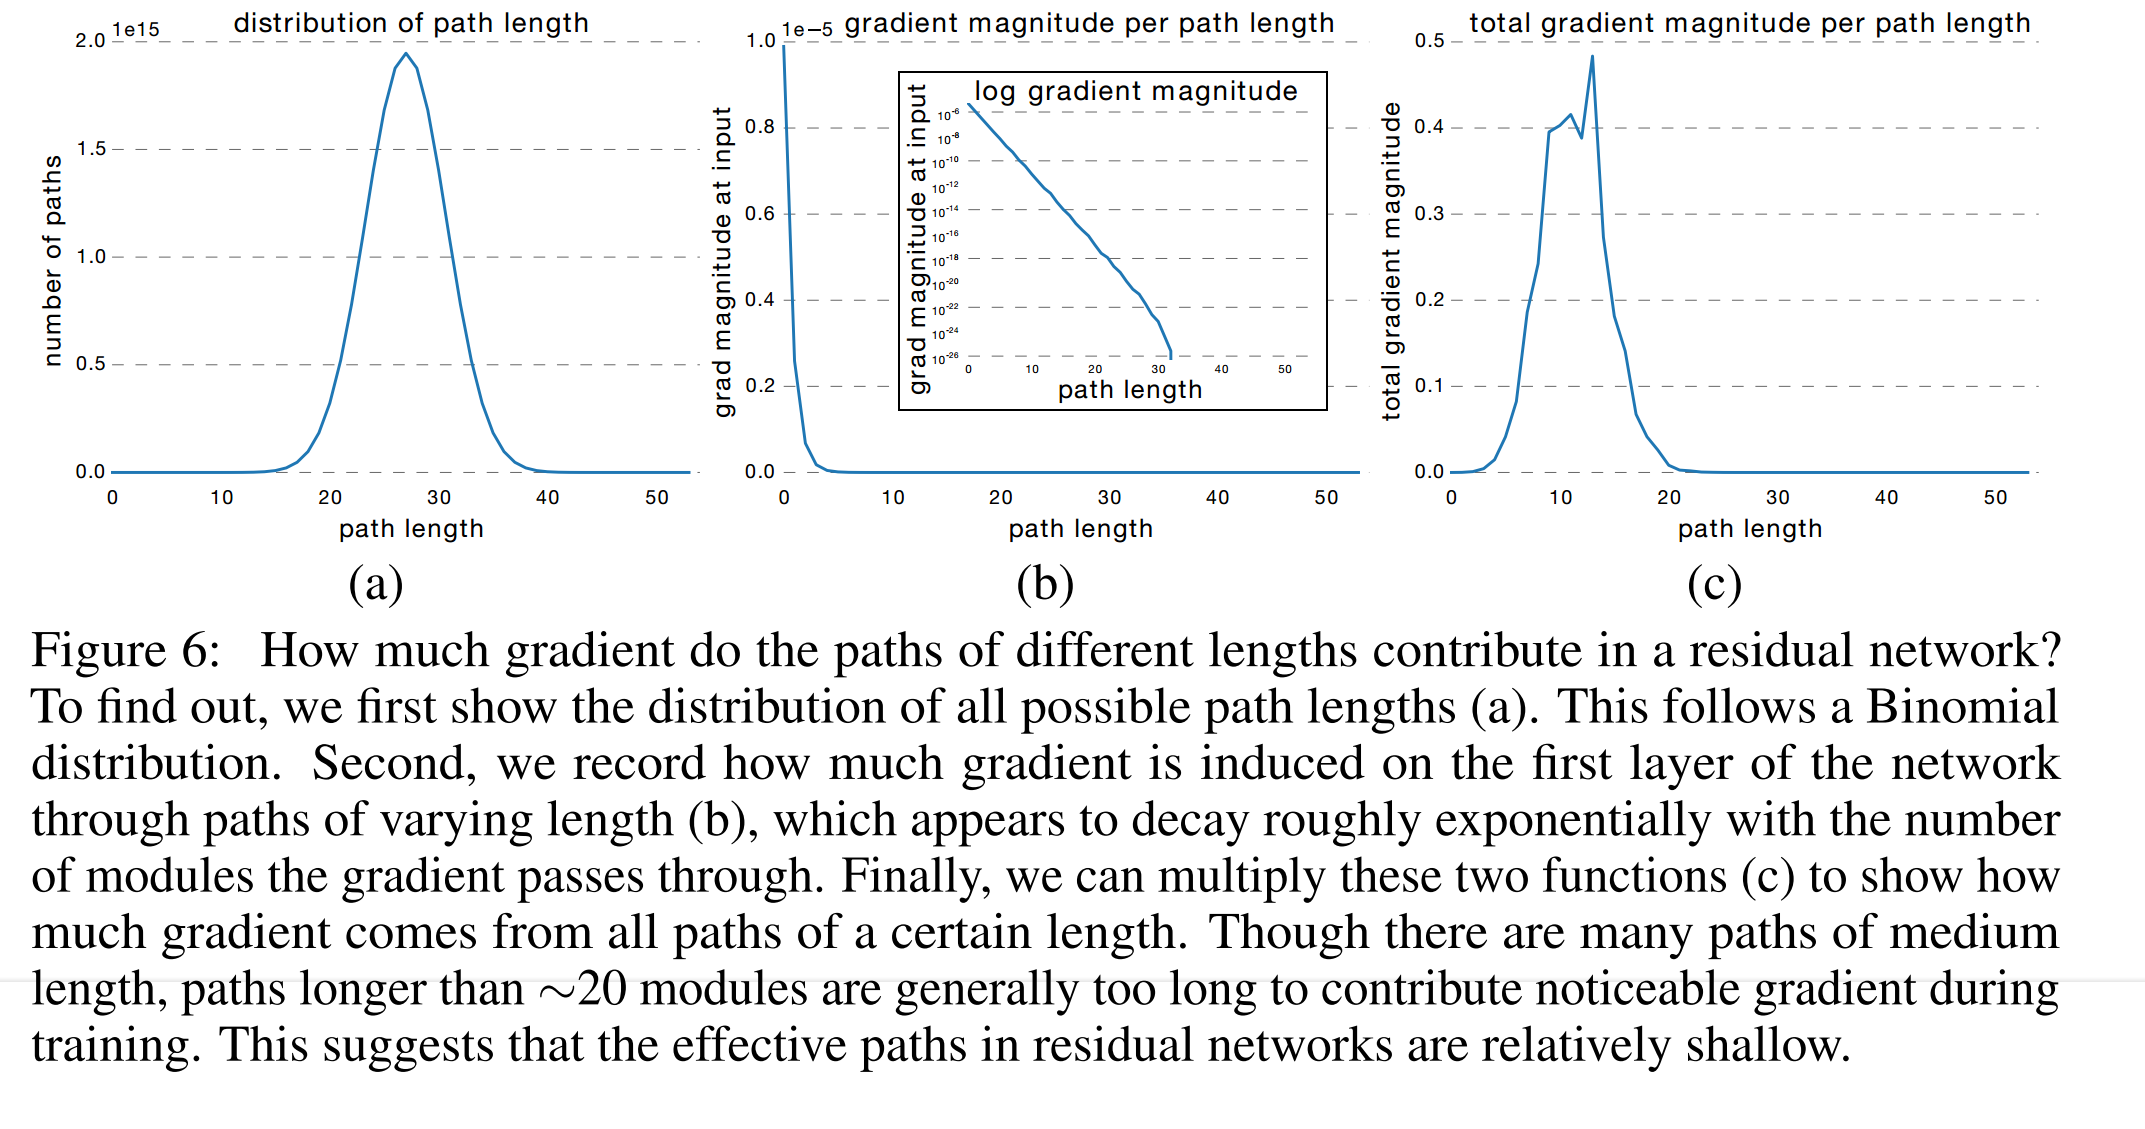 distribution of path length
1e15
2.0
1.5
1.0
0.5
0.0
number of paths
0 10 20 30 40 50
path length
(a)
1e−5 gradient magnitude per path length
1.0
0.8
0.6
0.4
0.2
0.0
grad magnitude at input
0 10 20 30 40 50
path length
log gradient magnitude
grad magnitude at input
10-6
10-8
10-10
10-12
10-14
10-16
10-18
10-20
10-22
10-24
10-26
0 10 20 30 40 50
path length
(b)
total gradient magnitude per path length
0.5
0.4
0.3
0.2
0.1
0.0
total gradient magnitude
0 10 20 30 40 50
path length
(c)
Figure 6: How much gradient do the paths of different lengths contribute in a residual network?
To find out, we first show the distribution of all possible path lengths (a). This follows a Binomial
distribution. Second, we record how much gradient is induced on the first layer of the network
through paths of varying length (b), which appears to decay roughly exponentially with the number
of modules the gradient passes through. Finally, we can multiply these two functions (c) to show how
much gradient comes from all paths of a certain length. Though there are many paths of medium
length, paths longer than ∼20 modules are generally too long to contribute noticeable gradient during
training. This suggests that the effective paths in residual networks are relatively shallow.